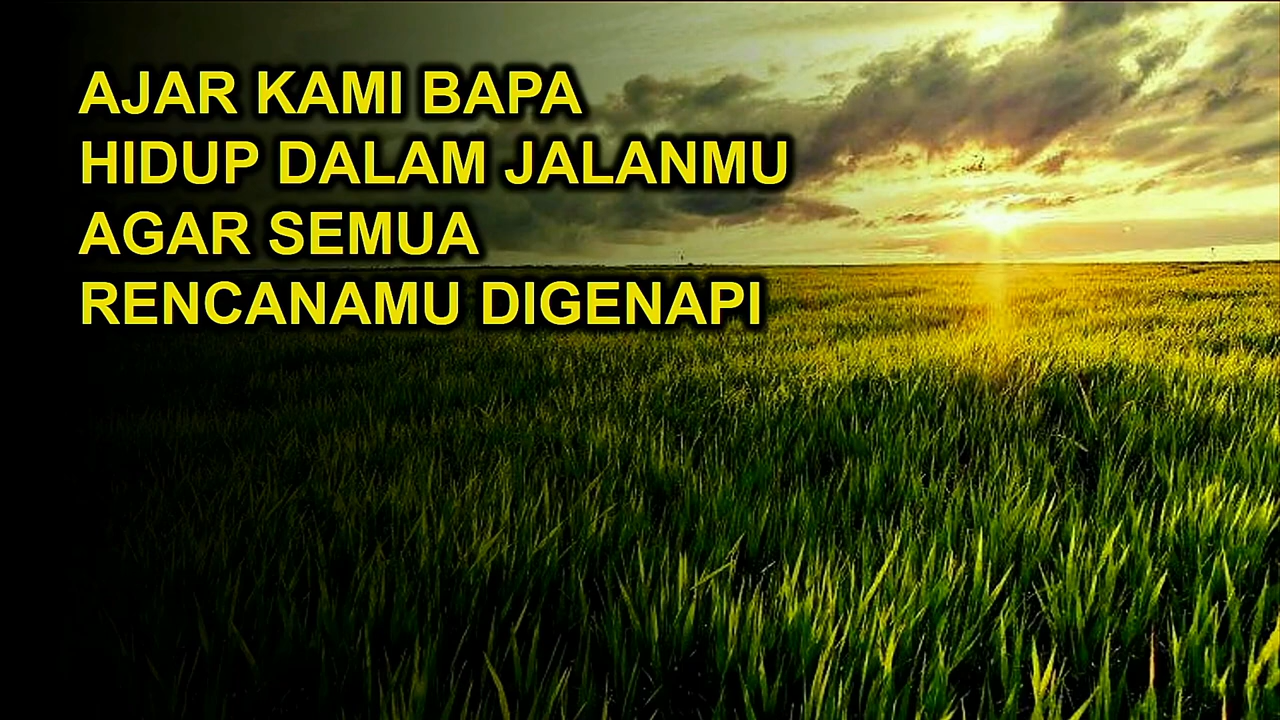 AJAR KAMI BAPA
HIDUP DALAM JALANMU
AGAR SEMUA
RENCANAMU DIGENAPI